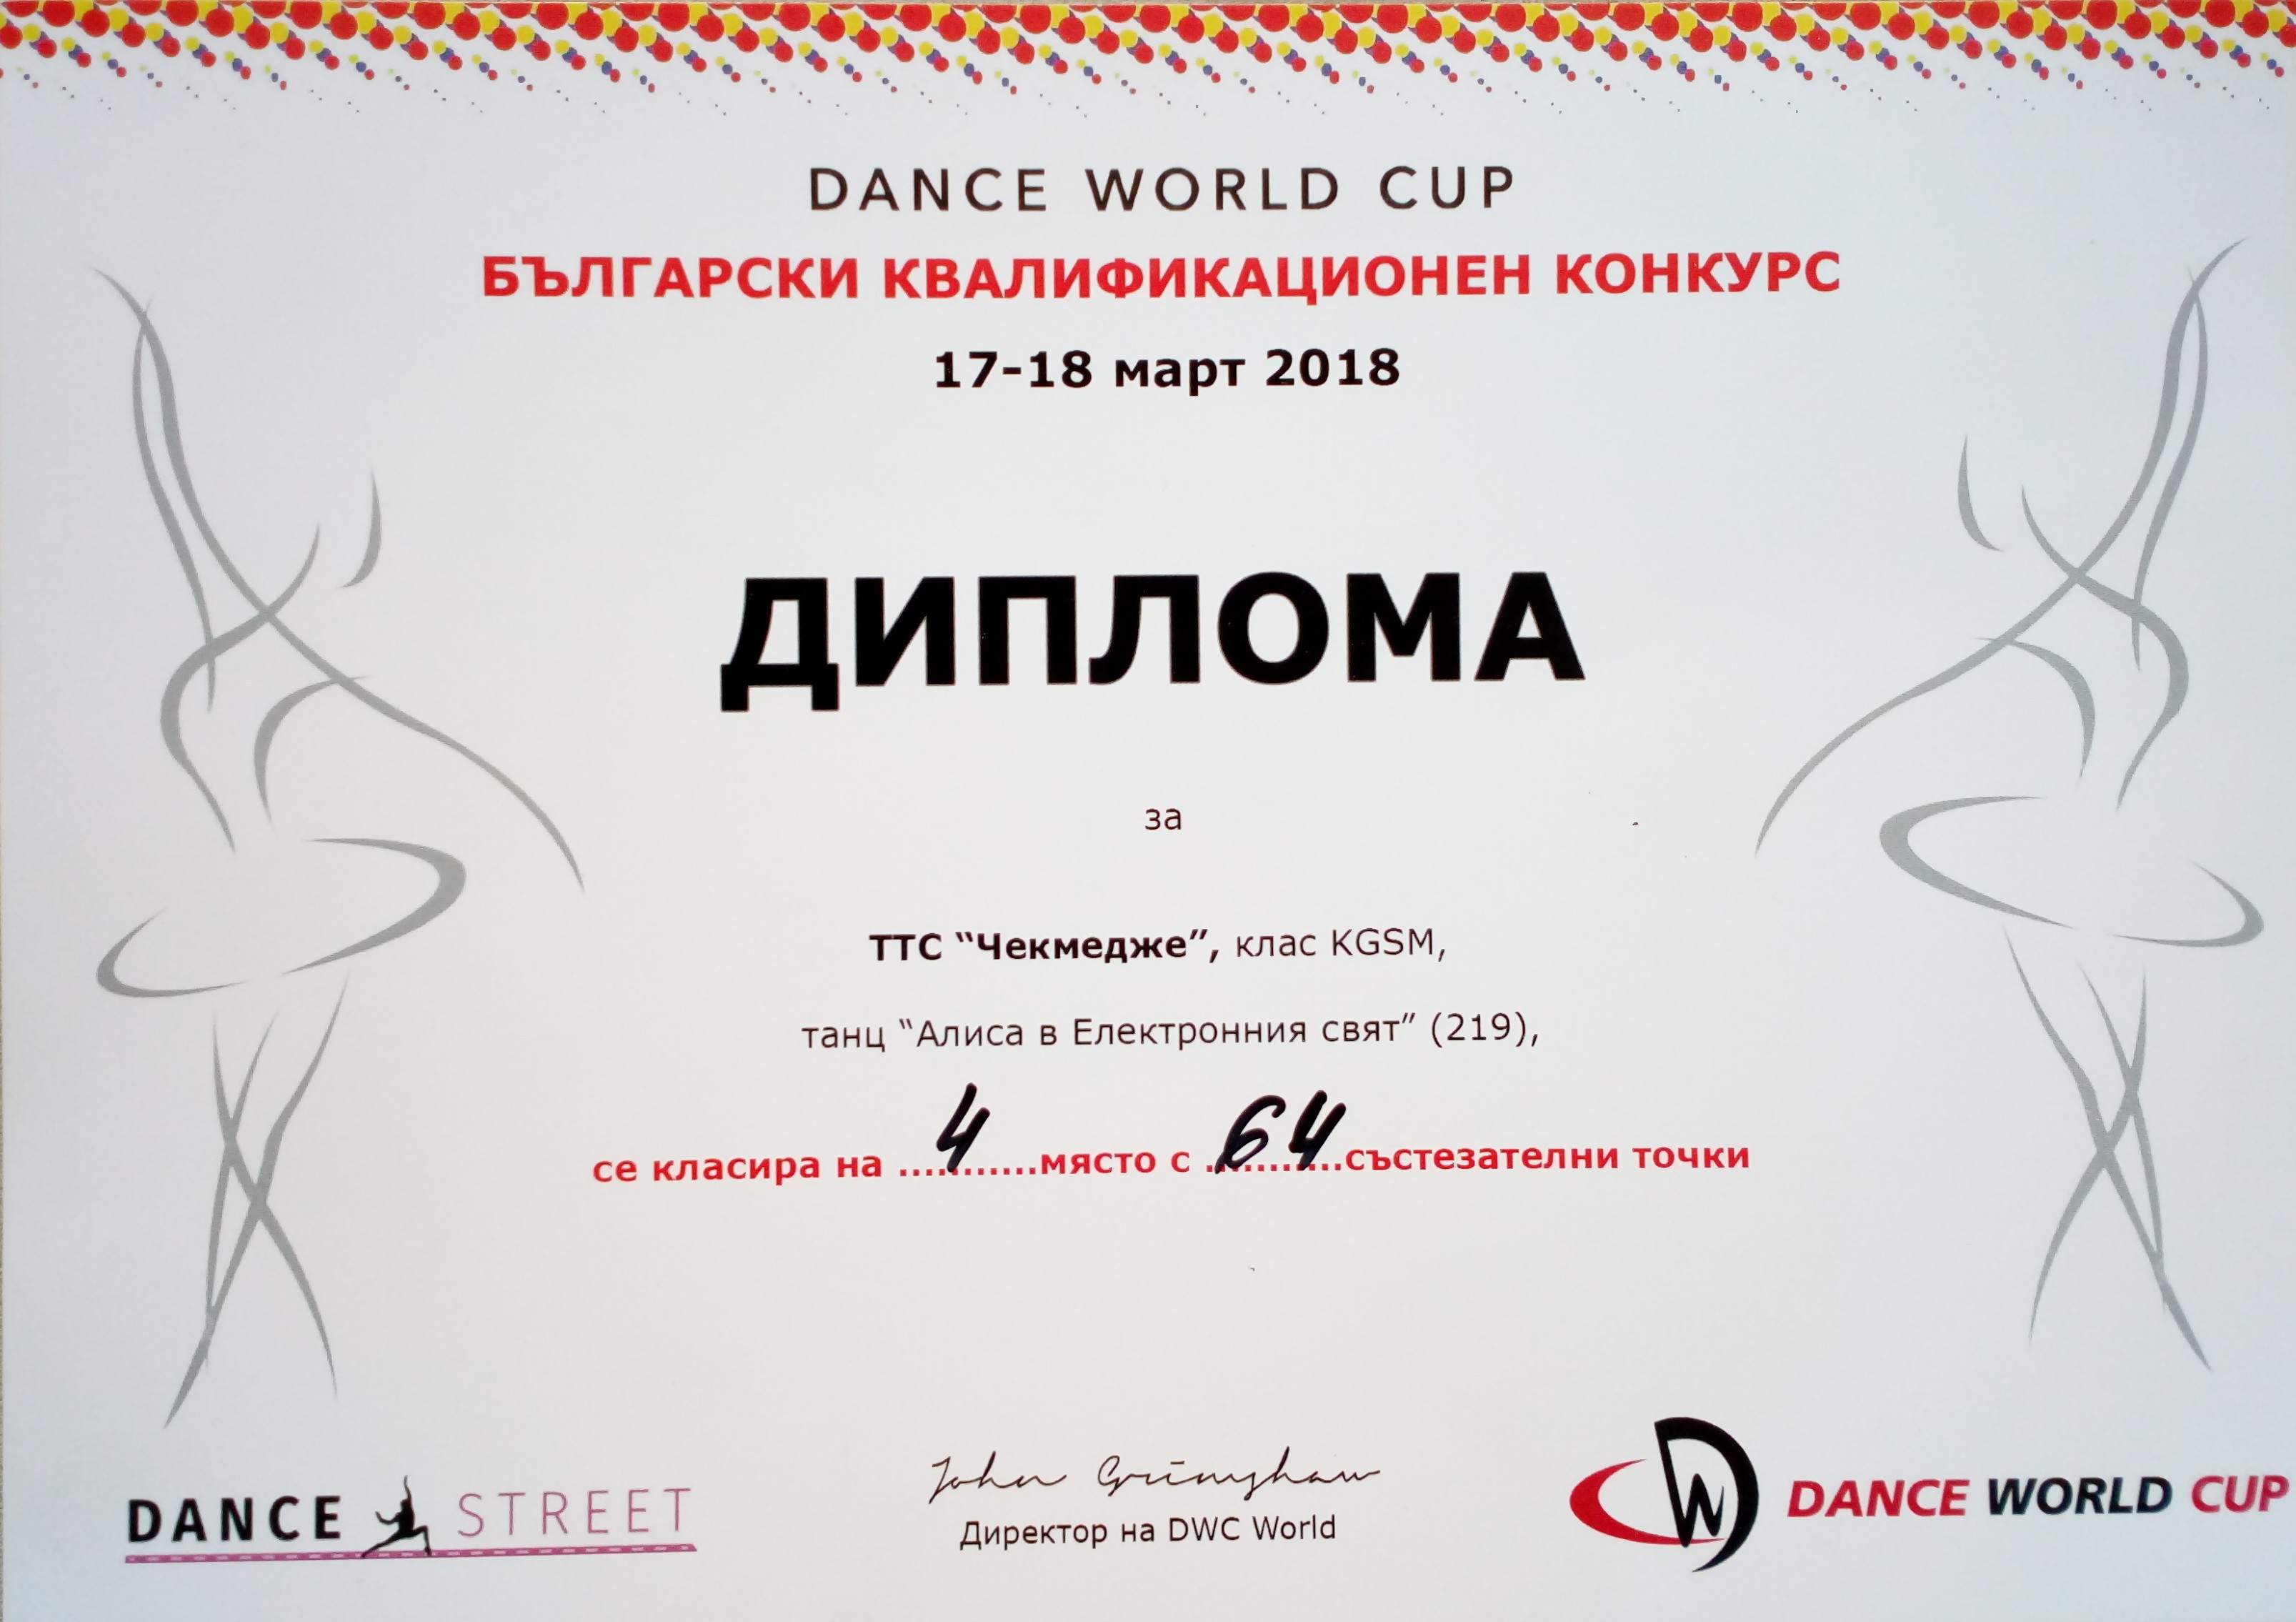 DANCE WORLD CUP
БЪЛГАРСКИ КВАЛИФИКАЦИОНЕН КОНКУРС
17-18 март 2018
ДИПЛОМА
за
ТТС “Чекмедже”, клас KGSM,
танц “Алиса в Електронния свят” (219),
се класира на ....4.......място с ..64.........състезателни точки
John Grimshaw
Директор на DWC World
DANCE STREET
DW DANCE WORLD CUP